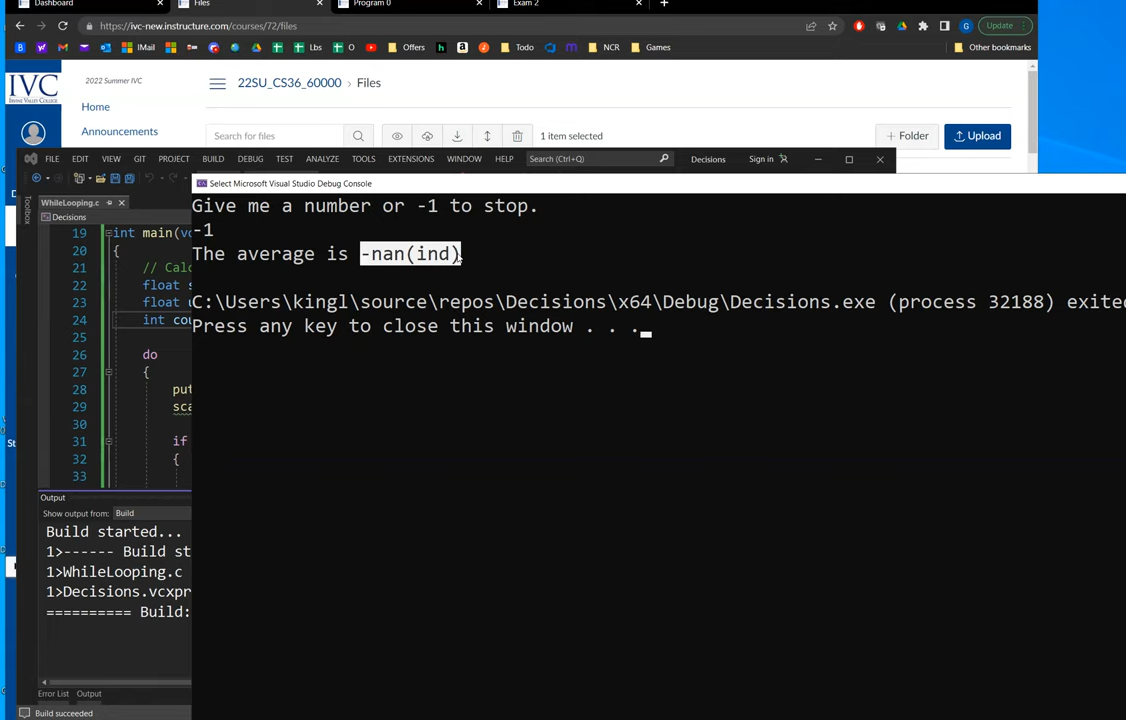 Dashboard
Files
Program 0
Exam 2
https://ivc-new.instructure.com/courses/72/files
Update
IMail
Lbs
O
Offers
Todo
NCR
Games
Other bookmarks
IVC
2022 Summer IVC
Home
Announcements
22SU_CS36_60000 › Files
Search for files
1 item selected
+ Folder
Upload
FILE EDIT VIEW GIT PROJECT BUILD DEBUG TEST ANALYZE TOOLS EXTENSIONS WINDOW HELP Search (Ctrl+Q) Decisions Sign in
Toolbox
WhileLooping.c
Decisions
19 int main(v
20 {
21 // Calc
22 float s
23 float
24 int cou
25
26 do
27 {
28 put
29 sca
30
31 if
32 {
33
Select Microsoft Visual Studio Debug Console
Give me a number or -1 to stop.
-1
The average is -nan(ind)
C:\Users\kingl\source\repos\Decisions\x64\Debug\Decisions.exe (process 32188) exited
Press any key to close this window . . .
Output
Show output from: Build
Build started...
1>------ Build st
1>WhileLooping.c
1>Decisions.vcxpr
========== Build:
Error List Output
Build succeeded